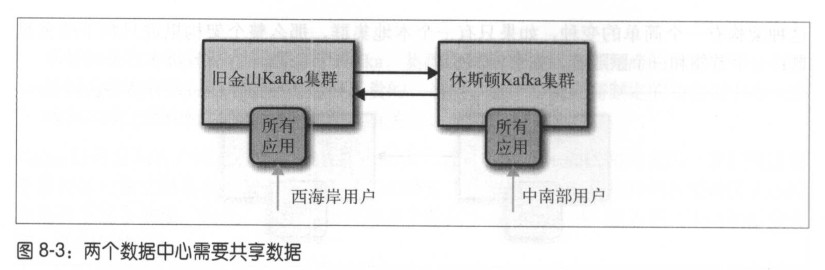 旧金山Kafka集群
休斯顿Kafka集群
所有
应用
所有
应用
西海岸用户
中南部用户
图 8-3：两个数据中心需要共享数据